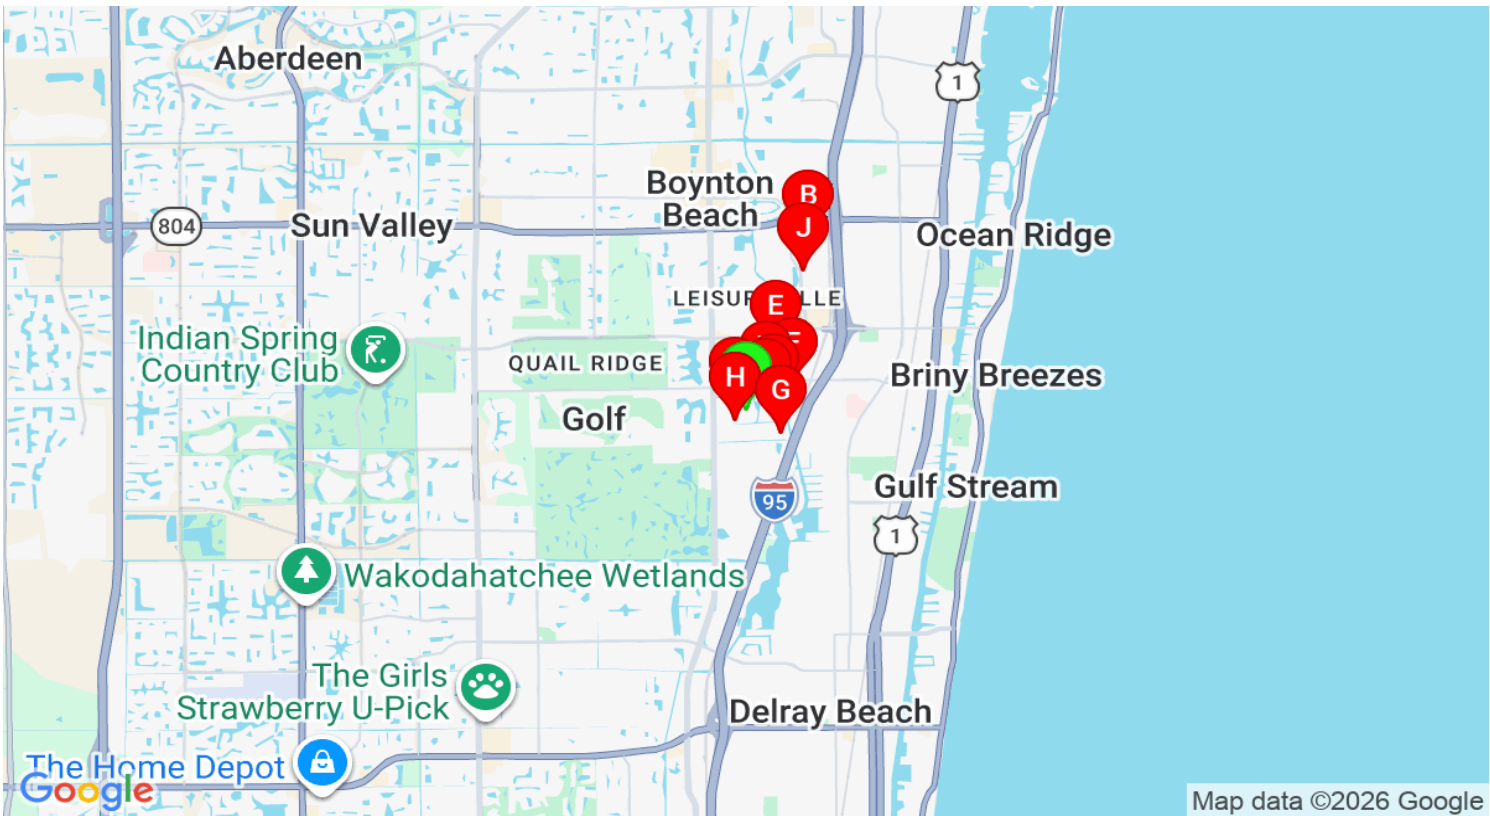 Aberdeen
1
Boynton
Beach
B
J
804
Sun Valley
Ocean Ridge
LEISUR
LLE
E
Indian Spring
Country Club
QUAIL RIDGE
F
H
G
Briny Breezes
Golf
95
Gulf Stream
1
Wakodahatchee Wetlands
The Girls
Strawberry U-Pick
Delray Beach
The Home Depot
Google
Map data ©2026 Google